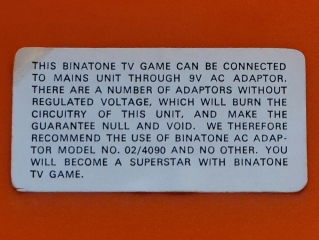 THIS BINATONE TV GAME CAN BE CONNECTED
TO MAINS UNIT THROUGH 9V AC ADAPTOR.
THERE ARE A NUMBER OF ADAPTORS WITHOUT
REGULATED VOLTAGE, WHICH WILL BURN THE
CIRCUITRY OF THIS UNIT, AND MAKE THE
GUARANTEE NULL AND VOID. WE THEREFORE
RECOMMEND THE USE OF BINATONE AC ADAP-
TOR MODEL NO. 02/4090 AND NO OTHER. YOU
WILL BECOME A SUPERSTAR WITH BINATONE
TV GAME.